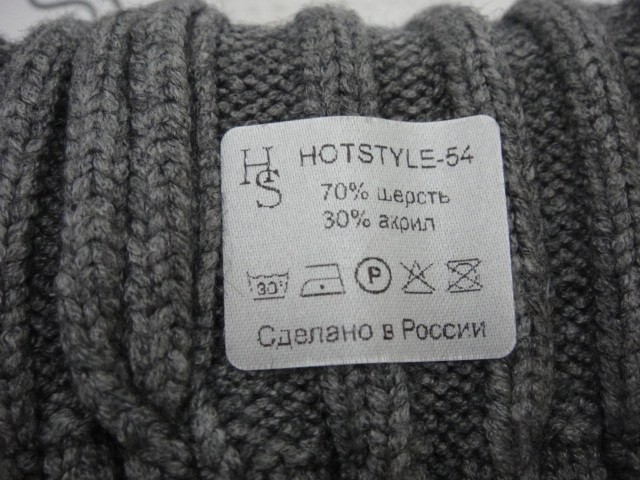 HS HOTSTYLE-54
70% шерсть
30% акрил
30° P
Сделано в России